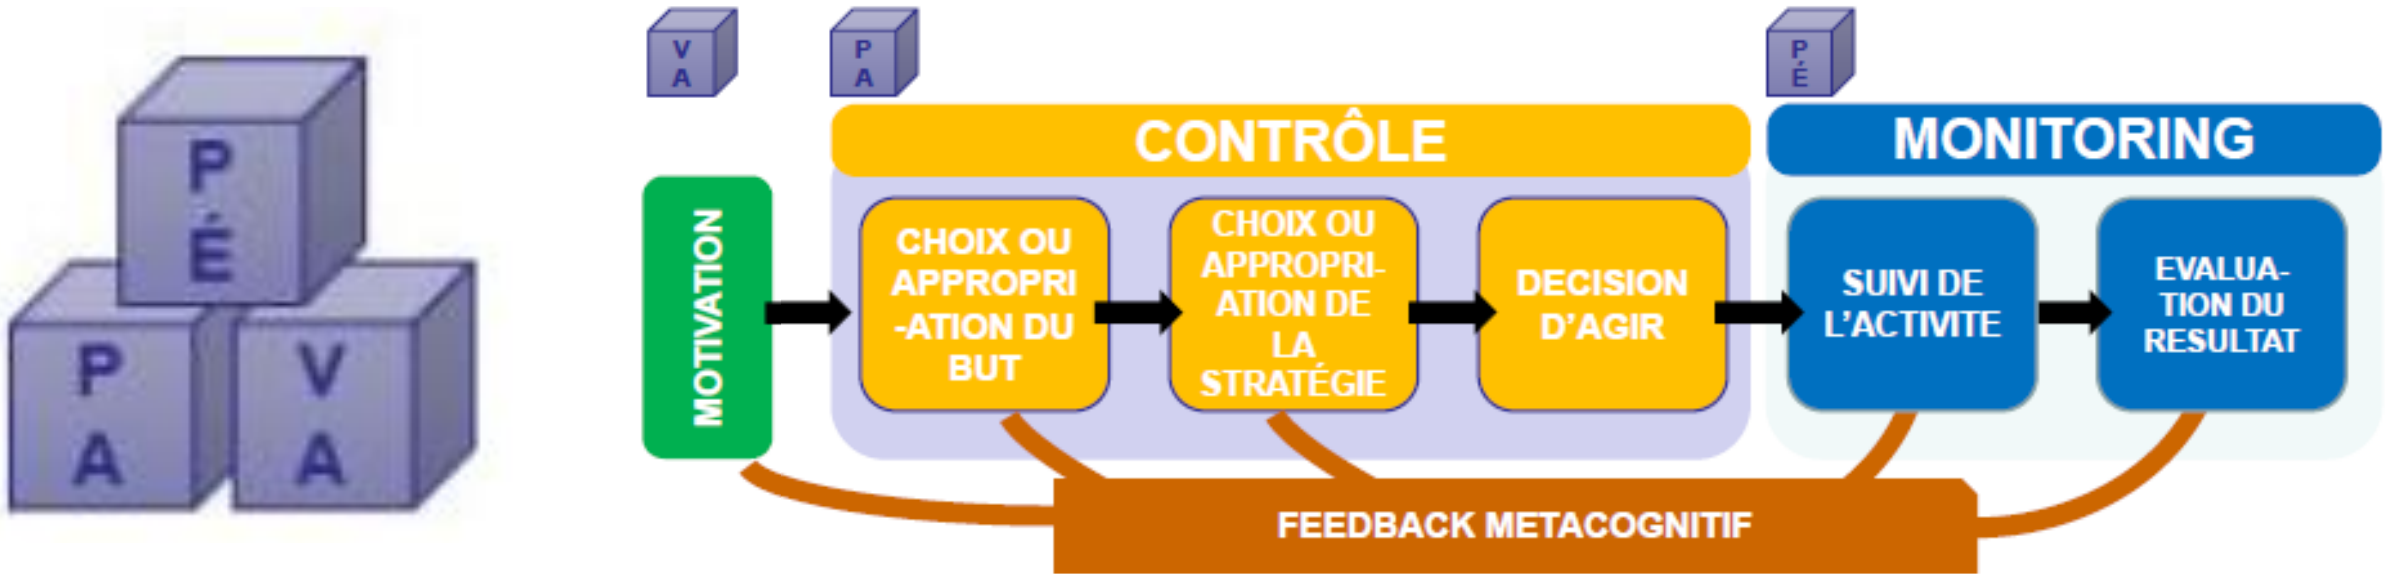 P
É
P
A
V
A
V
A
P
A
P
É
CONTRÔLE
MONITORING
MOTIVATION
CHOIX OU
APPROPRI
-ATION DU
BUT
CHOIX OU
APPROPRI-
ATION DE
LA
STRATÉGIE
DECISION
D'AGIR
SUIVI DE
L'ACTIVITE
EVALUA-
TION DU
RESULTAT
FEEDBACK METACOGNITIF